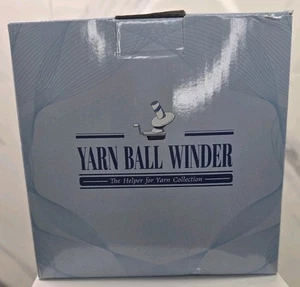 YARN BALL WINDER
The Helper for Yarn Collection